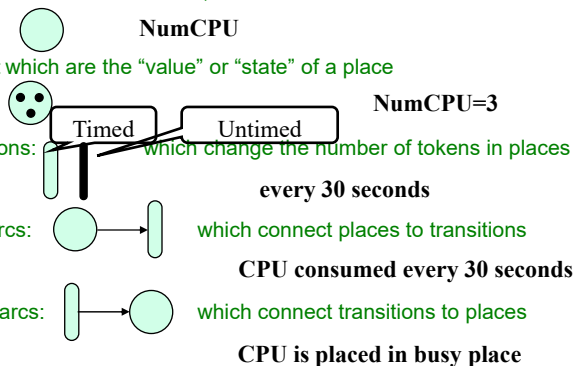 NumCPU
which are the “value” or “state” of a place
NumCPU=3
Timed Untimed
ons: which change the number of tokens in places
every 30 seconds
rcs: which connect places to transitions
CPU consumed every 30 seconds
arcs: which connect transitions to places
CPU is placed in busy place